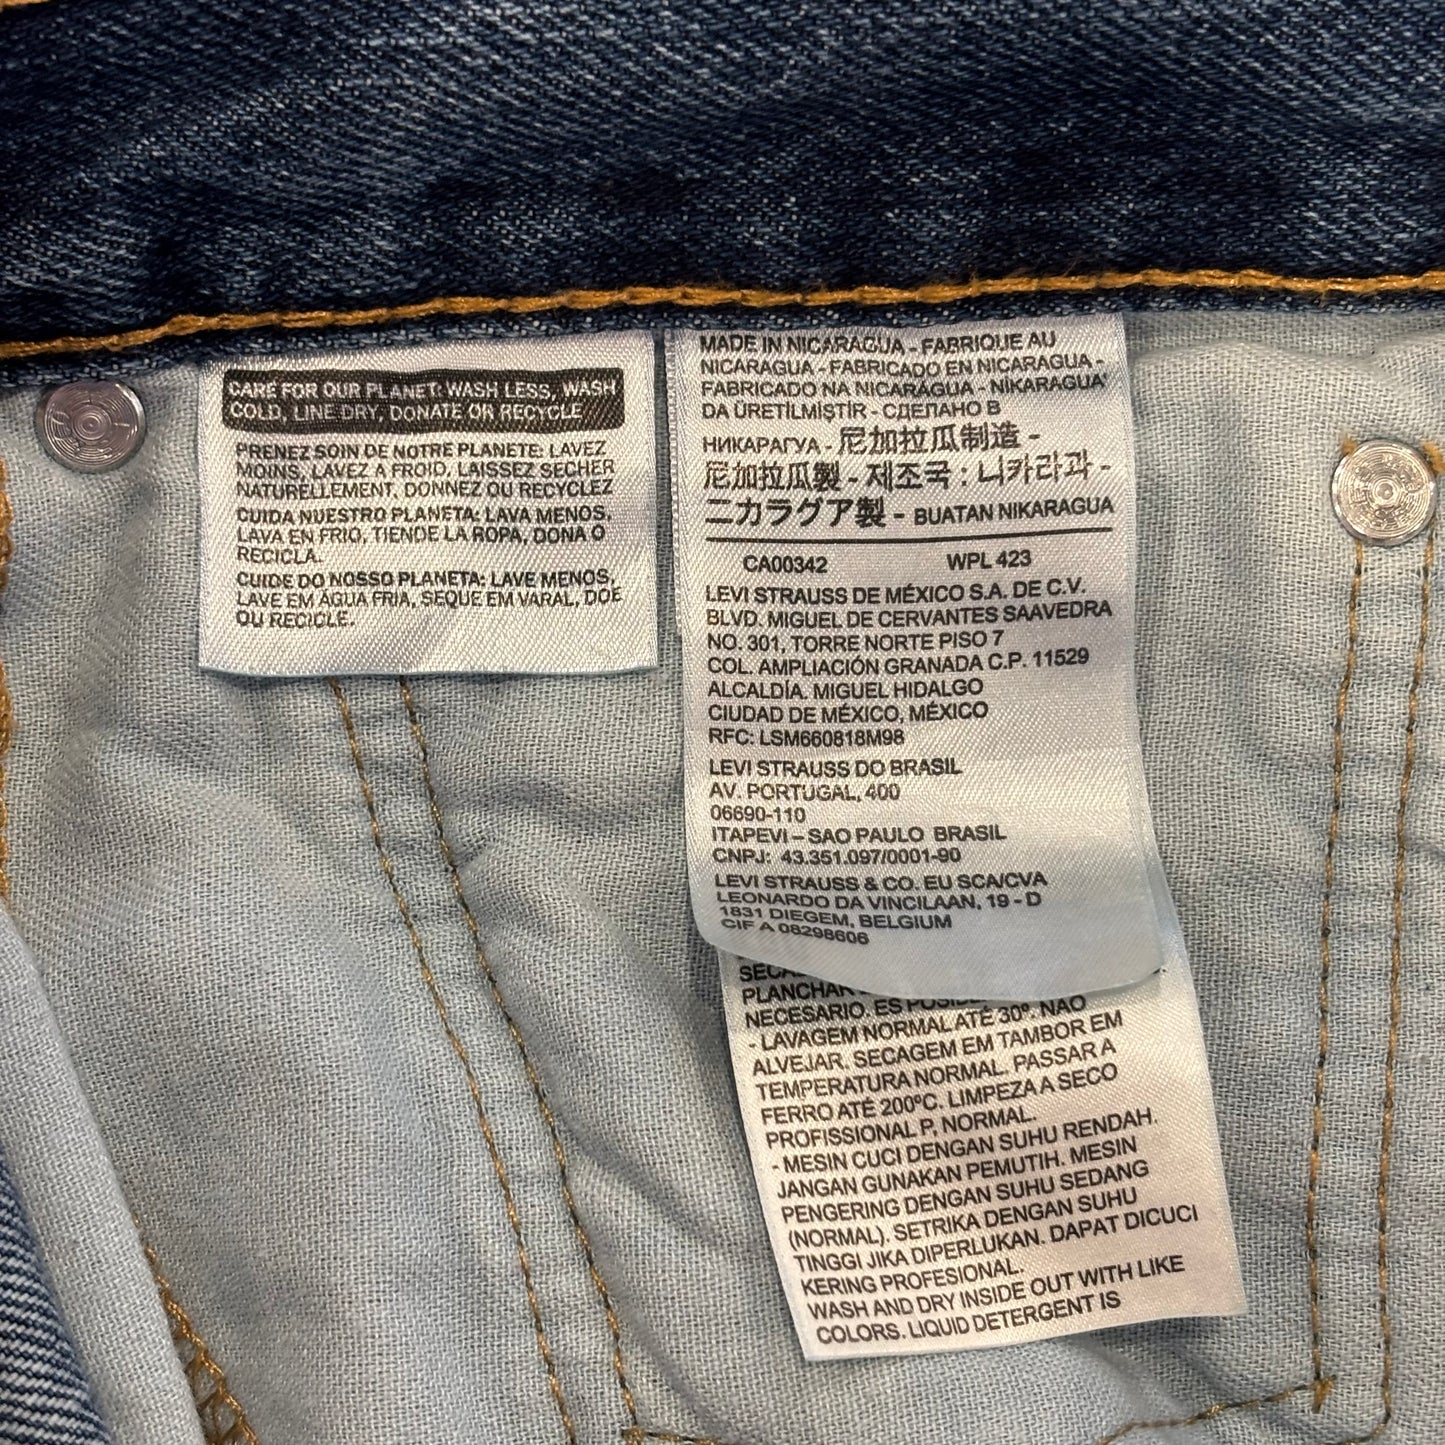 CARE FOR OUR PLANET: WASH LESS, WASH
COLD, LINE DRY, DONATE OR RECYCLE
PRENEZ SOIN DE NOTRE PLANETE: LAVEZ
MOINS, LAVEZ A FROID, LAISSEZ SECHER
NATURELLEMENT, DONNEZ OU RECYCLEZ
CUIDA NUESTRO PLANETA: LAVA MENOS,
LAVA EN FRIO, TIENDE LA ROPA, DONA O
RECICLA.
CUIDE DO NOSSO PLANETA: LAVE MENOS,
LAVE EM ÁGUA FRIA, SEQUE EM VARAL, DOE
OU RECICLE.
MADE IN NICARAGUA - FABRIQUE AU
NICARAGUA - FABRICADO EN NICARAGUA -
FABRICADO NA NICARÁGUA - NİKARAGUA'
DA ÜRETİLMİŞTİR - СДЕЛАНО В
НИКАРАГУА - 尼加拉瓜制造 -
尼加拉瓜製 - 제조국 : 니카라과 -
ニカラグア製 - BUATAN NIKARAGUA
CA00342 WPL 423
LEVI STRAUSS DE MÉXICO S.A. DE C.V.
BLVD. MIGUEL DE CERVANTES SAAVEDRA
NO. 301, TORRE NORTE PISO 7
COL. AMPLIACIÓN GRANADA C.P. 11529
ALCALDÍA. MIGUEL HIDALGO
CIUDAD DE MÉXICO, MÉXICO
RFC: LSM660818M98
LEVI STRAUSS DO BRASIL
AV. PORTUGAL, 400
06690-110
ITAPEVI – SAO PAULO BRASIL
CNPJ: 43.351.097/0001-90
LEVI STRAUSS & CO. EU SCA/CVA
LEONARDO DA VINCILAAN, 19 - D
1831 DIEGEM, BELGIUM
CIF A 08298606
PLANCHAR
NECESARIO. ES
- LAVAGEM NORMAL ATÉ 30º. NÃO
ALVEJAR. SECAGEM EM TAMBOR EM
TEMPERATURA NORMAL. PASSAR A
FERRO ATÉ 200ºC. LIMPEZA A SECO
PROFISSIONAL P, NORMAL.
- MESIN CUCI DENGAN SUHU RENDAH.
JANGAN GUNAKAN PEMUTIH. MESIN
PENGERING DENGAN SUHU SEDANG
(NORMAL). SETRIKA DENGAN SUHU
TINGGI JIKA DIPERLUKAN. DAPAT DICUCI
KERING PROFESIONAL.
WASH AND DRY INSIDE OUT WITH LIKE
COLORS. LIQUID DETERGENT IS